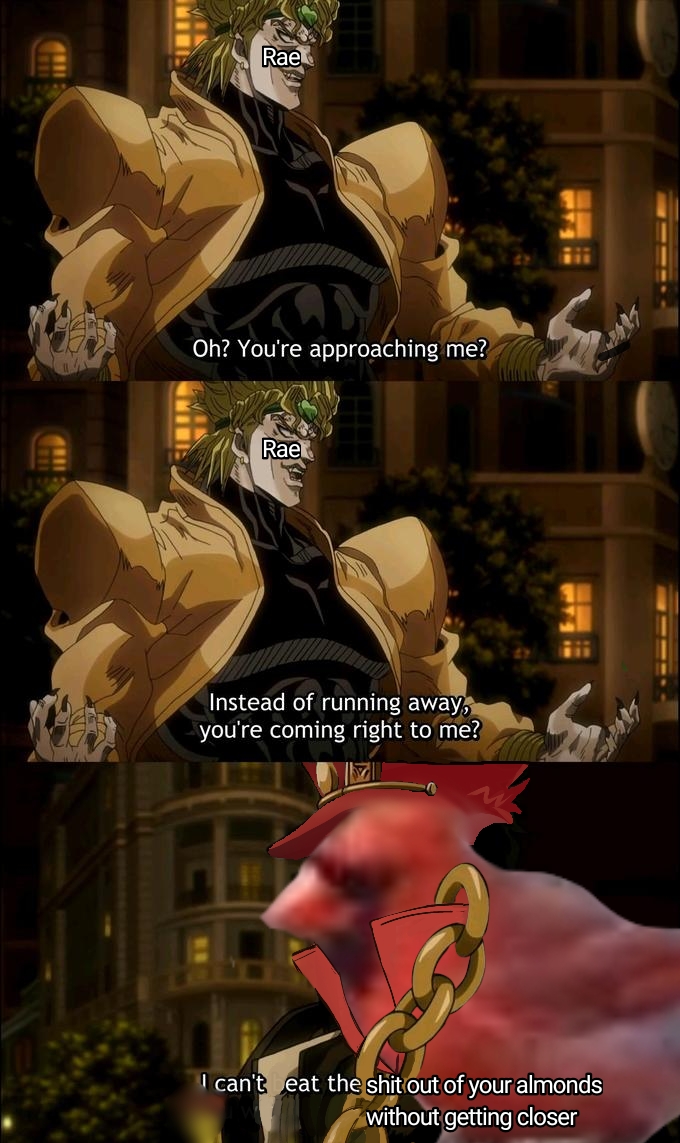 Rae
Oh? You're approaching me?
Rae
Instead of running away,
you're coming right to me?
I can't eat the shit out of your almonds
without getting closer